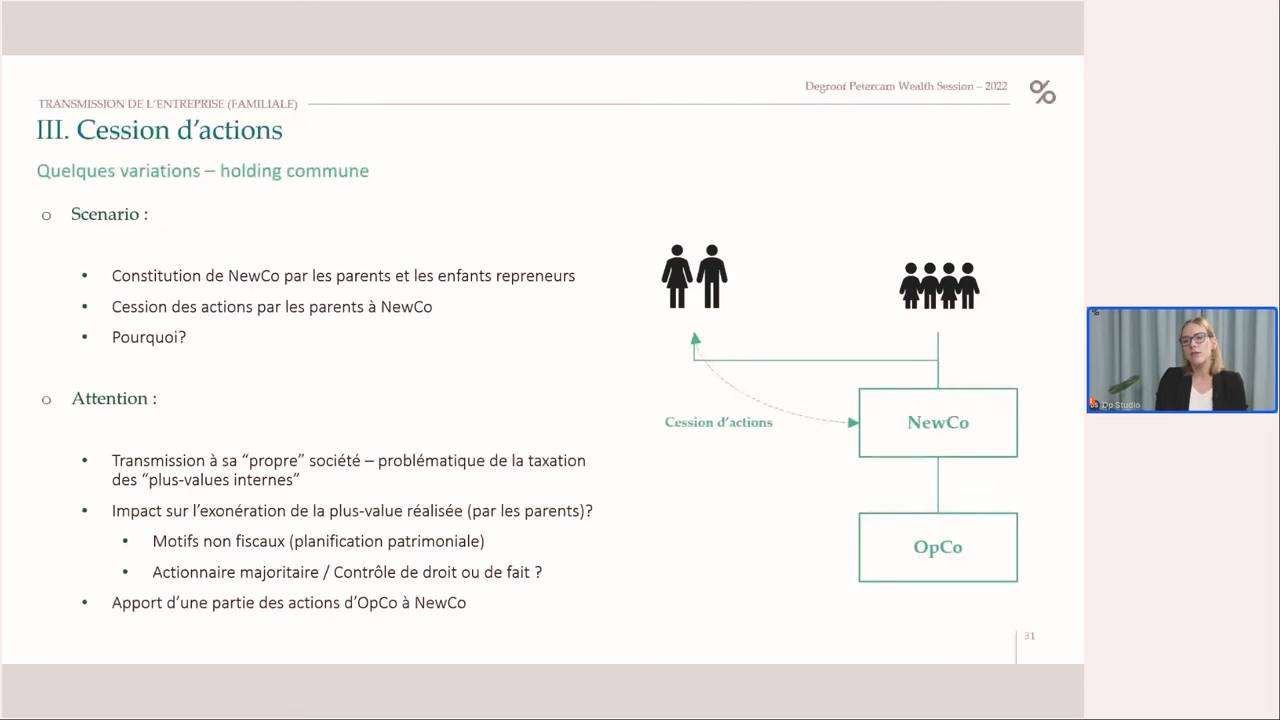 Degroof Petercam Wealth Session – 2022
TRANSMISSION DE L'ENTREPRISE (FAMILIALE)
III. Cession d'actions
Quelques variations – holding commune
o Scenario :
• Constitution de NewCo par les parents et les enfants repreneurs
• Cession des actions par les parents à NewCo
• Pourquoi?
o Attention :
• Transmission à sa “propre” société – problématique de la taxation
des “plus-values internes”
• Impact sur l'exonération de la plus-value réalisée (par les parents)?
• Motifs non fiscaux (planification patrimoniale)
• Actionnaire majoritaire / Contrôle de droit ou de fait ?
• Apport d'une partie des actions d'OpCo à NewCo
Cession d'actions
NewCo
OpCo
31
Dp Studio